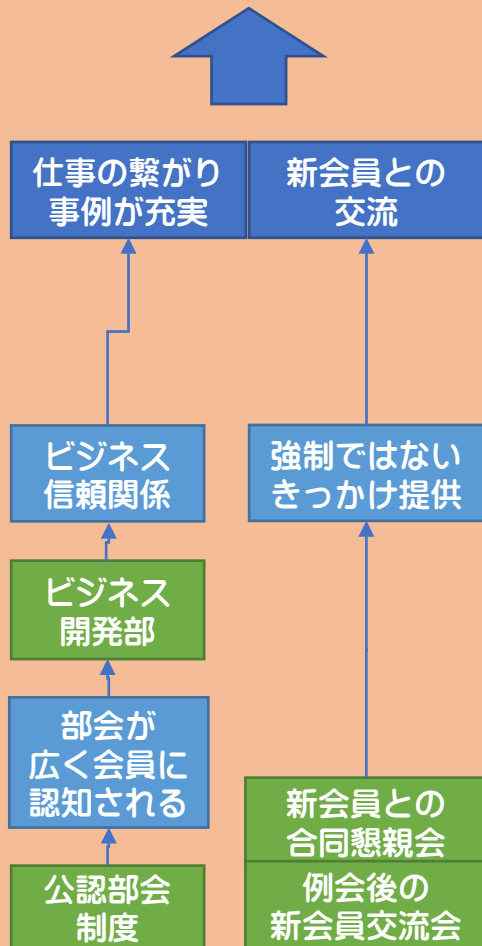 仕事の繋がり
事例が充実
新会員との
交流
ビジネス
信頼関係
強制ではない
きっかけ提供
ビジネス
開発部
部会が
広く会員に
認知される
新会員との
合同懇親会
公認部会
制度
例会後の
新会員交流会